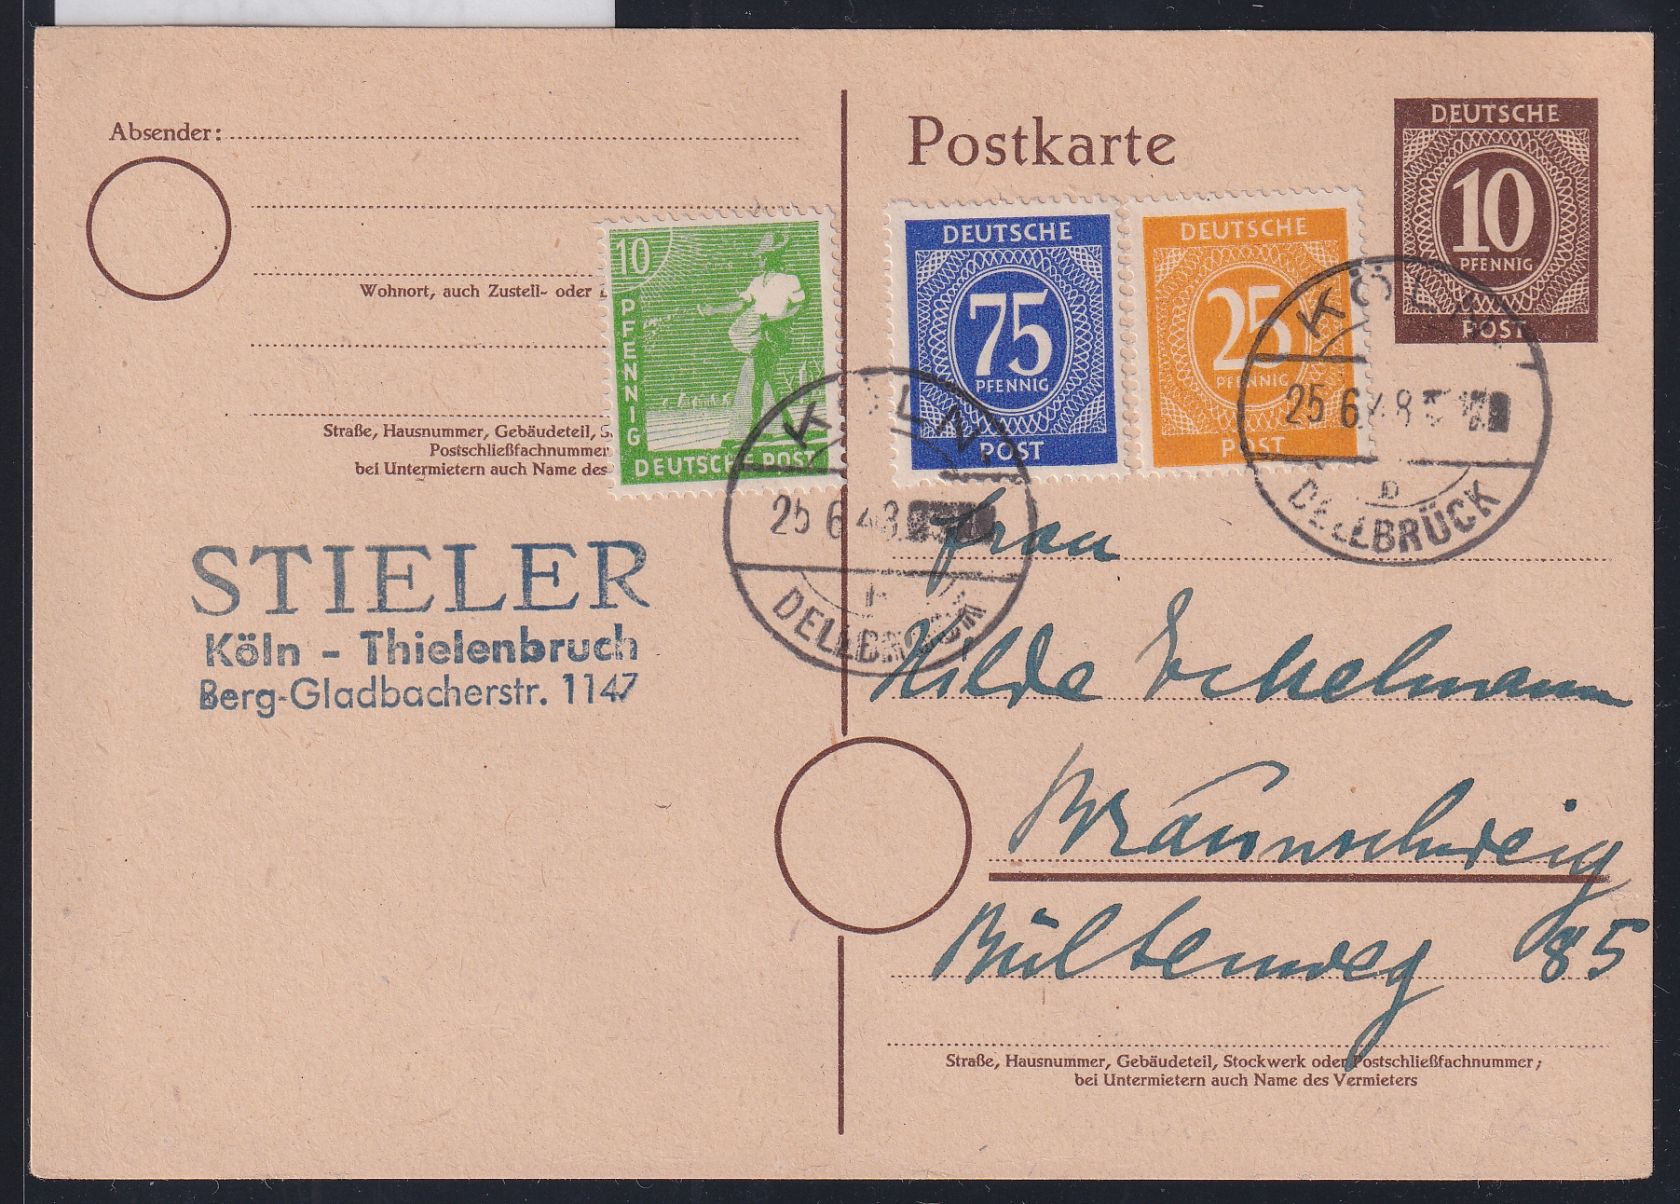 Absender:
Wohnort, auch Zustell- oder
Straße, Hausnummer, Gebäudeteil, S
Postschließfachnummer
bei Untermietern auch Name des
STIELER
Köln - Thielenbruch
Berg-Gladbacherstr. 1147
10
PFENNIG
DEUTSCHE POST
KÖLN
25 6 48
DELLBRÜCK
Postkarte
DEUTSCHE
75
PFENNIG
POST
DEUTSCHE
25
PFENNIG
POST
DEUTSCHE
10
PFENNIG
POST
KÖLN
25 6 48
D
DELLBRÜCK
Frau
Hilde Eckelmann
Braunschweig
Bültenweg 85
Straße, Hausnummer, Gebäudeteil, Stockwerk oder Postschließfachnummer;
bei Untermietern auch Name des Vermieters